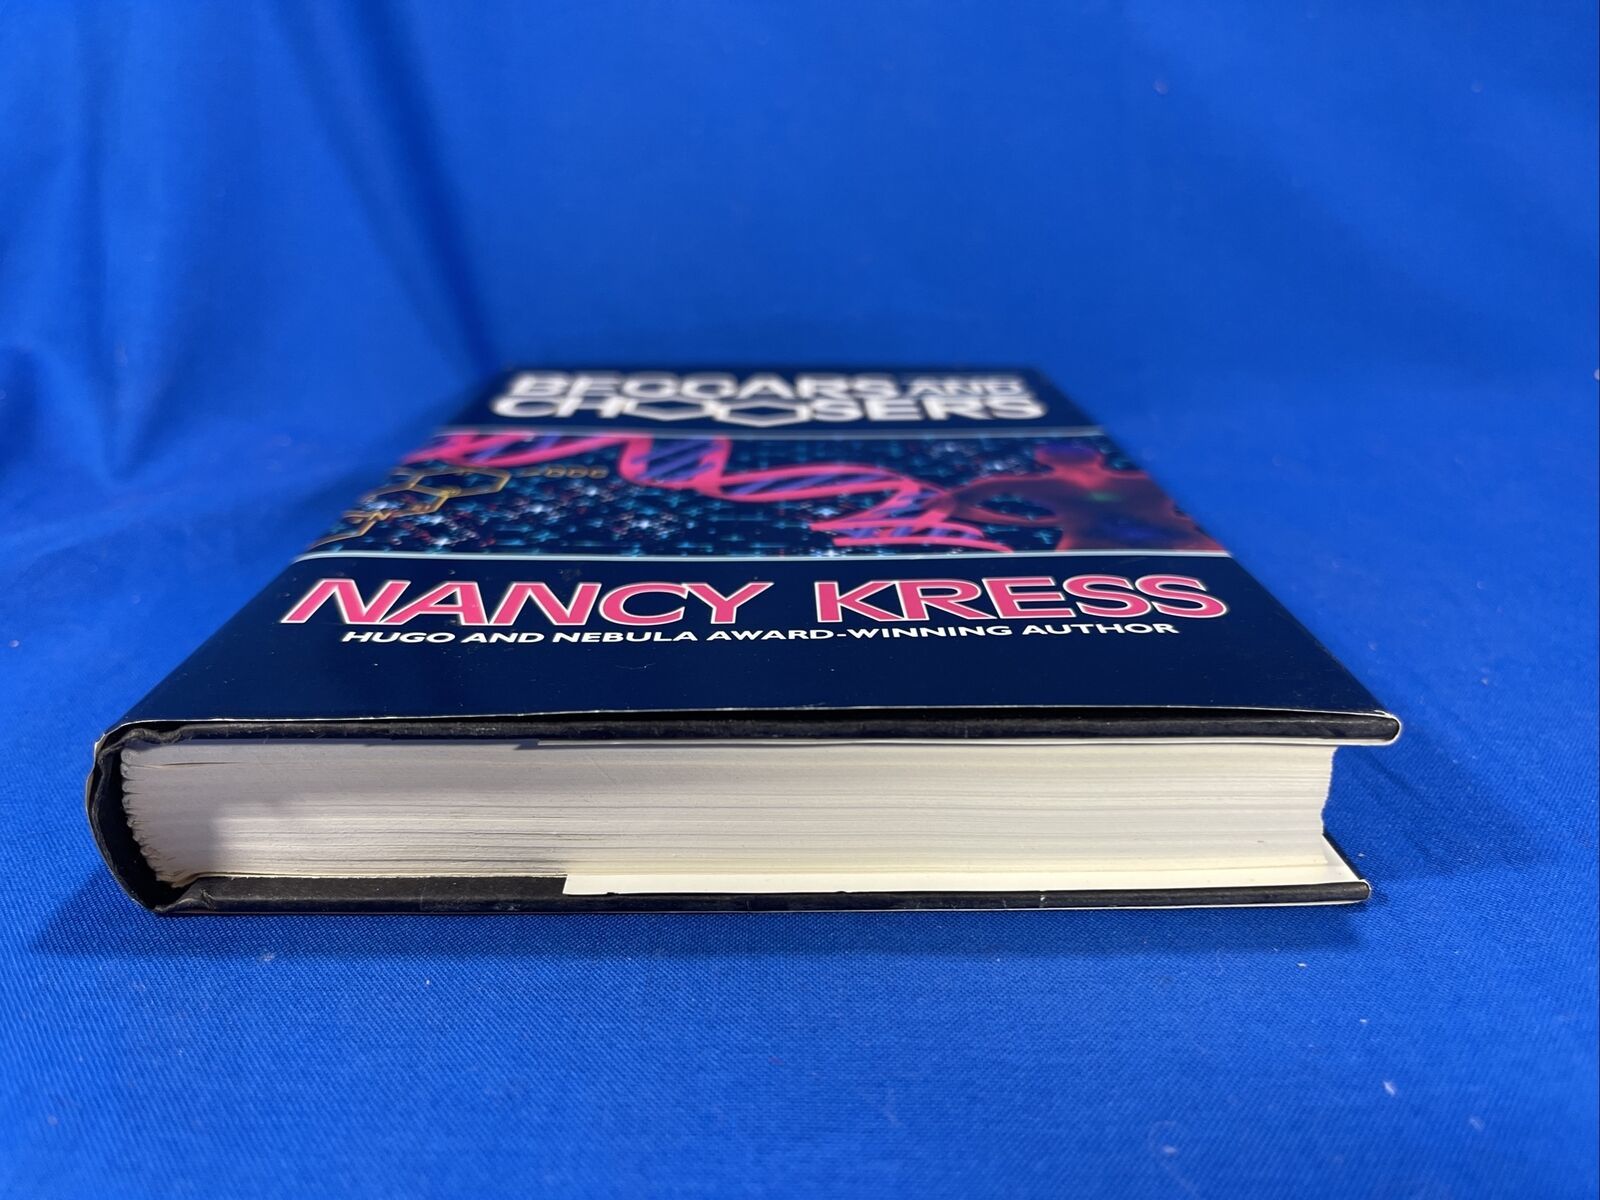 BEGGARS AND
CHOOSERS
NANCY KRESS
HUGO AND NEBULA AWARD-WINNING AUTHOR